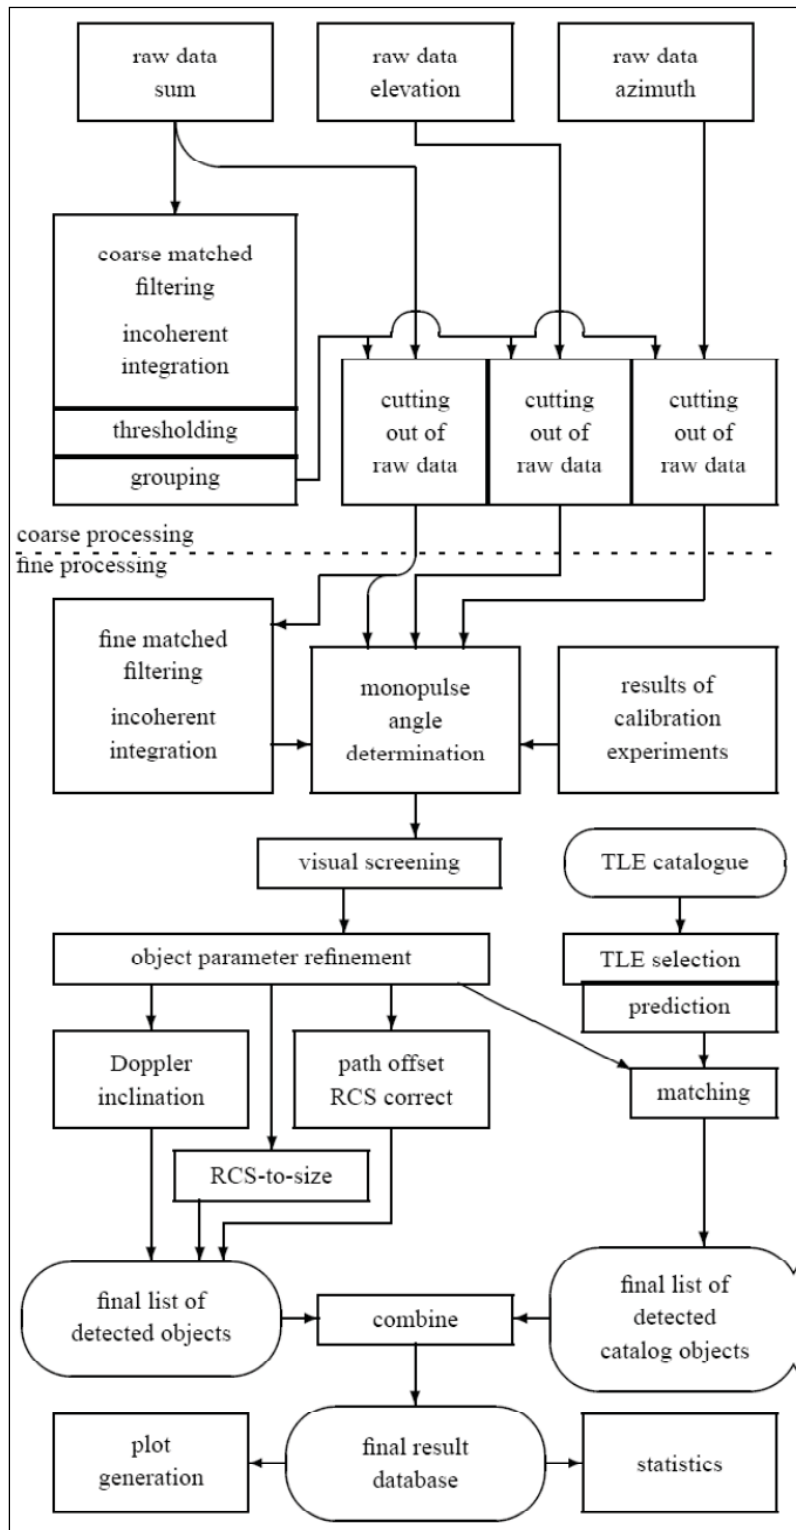 raw data
sum
raw data
elevation
raw data
azimuth
coarse matched
filtering
incoherent
integration
thresholding
grouping
cutting
out of
raw data
cutting
out of
raw data
cutting
out of
raw data
coarse processing
fine processing
fine matched
filtering
incoherent
integration
monopulse
angle
determination
results of
calibration
experiments
visual screening
TLE catalogue
object parameter refinement
TLE selection
prediction
Doppler
inclination
path offset
RCS correct
matching
RCS-to-size
final list of
detected objects
combine
final list of
detected
catalog objects
plot
generation
final result
database
statistics